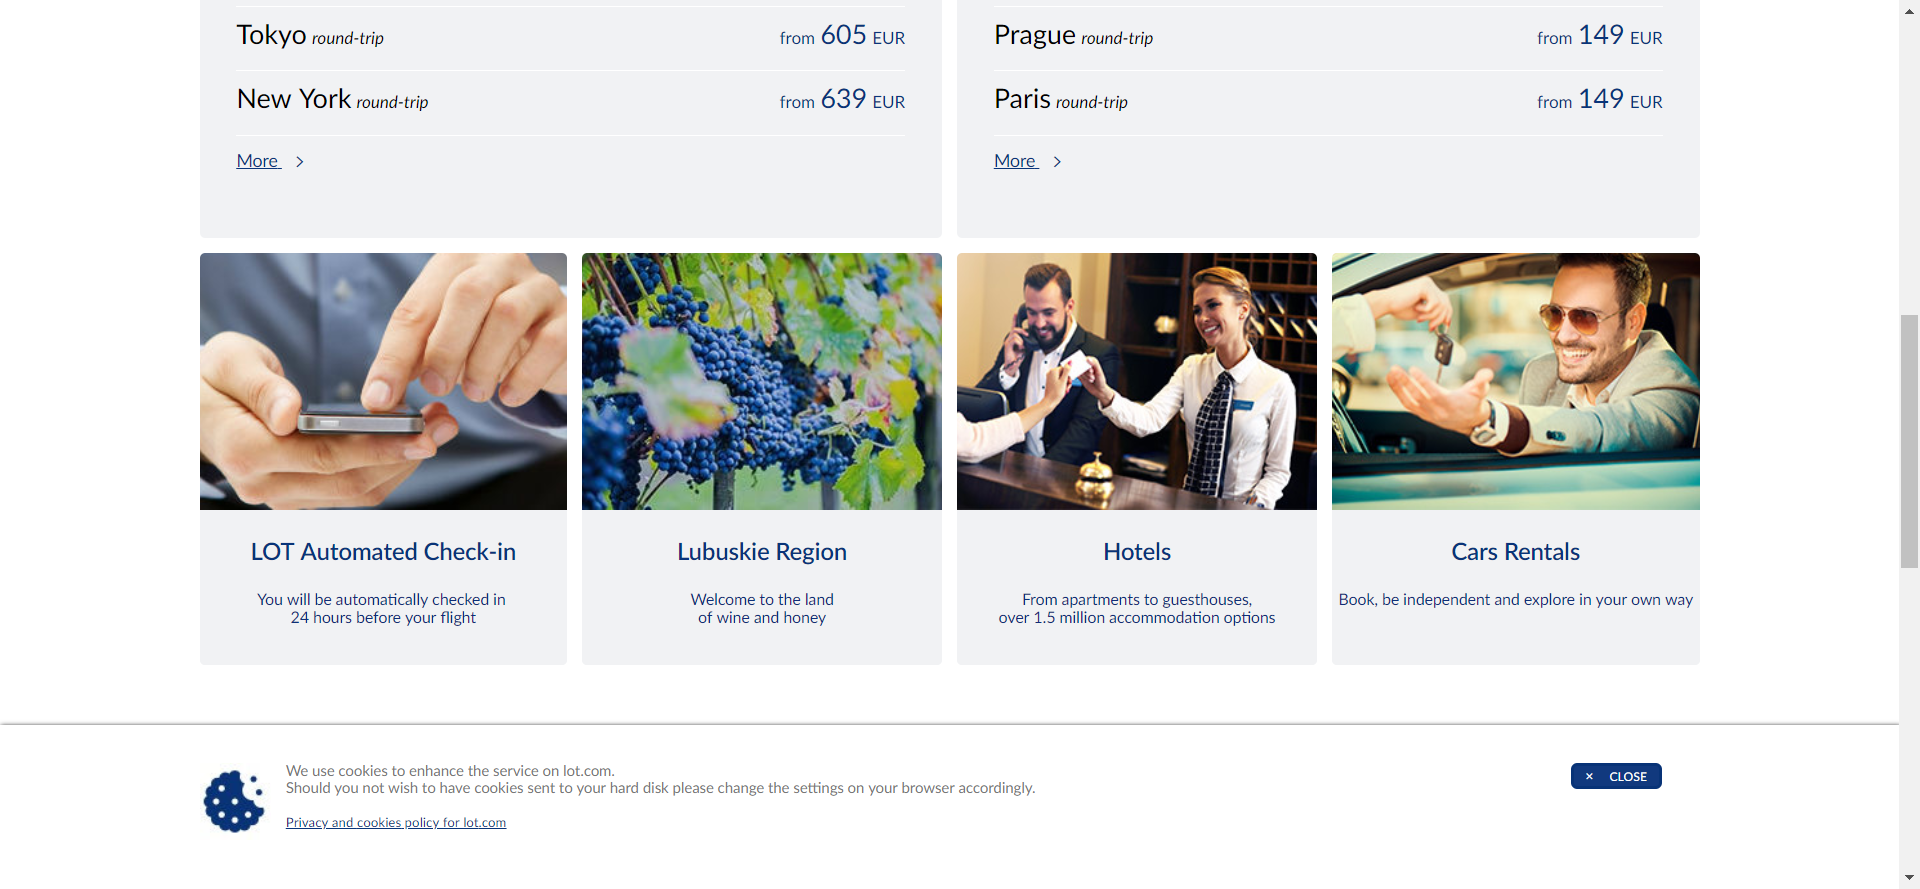 Tokyo round-trip from 605 EUR
New York round-trip from 639 EUR
More
Prague round-trip from 149 EUR
Paris round-trip from 149 EUR
More
LOT Automated Check-in
You will be automatically checked in
24 hours before your flight
Lubuskie Region
Welcome to the land
of wine and honey
Hotels
From apartments to guesthouses,
over 1.5 million accommodation options
Cars Rentals
Book, be independent and explore in your own way
We use cookies to enhance the service on lot.com.
Should you not wish to have cookies sent to your hard disk please change the settings on your browser accordingly.
Privacy and cookies policy for lot.com
× CLOSE